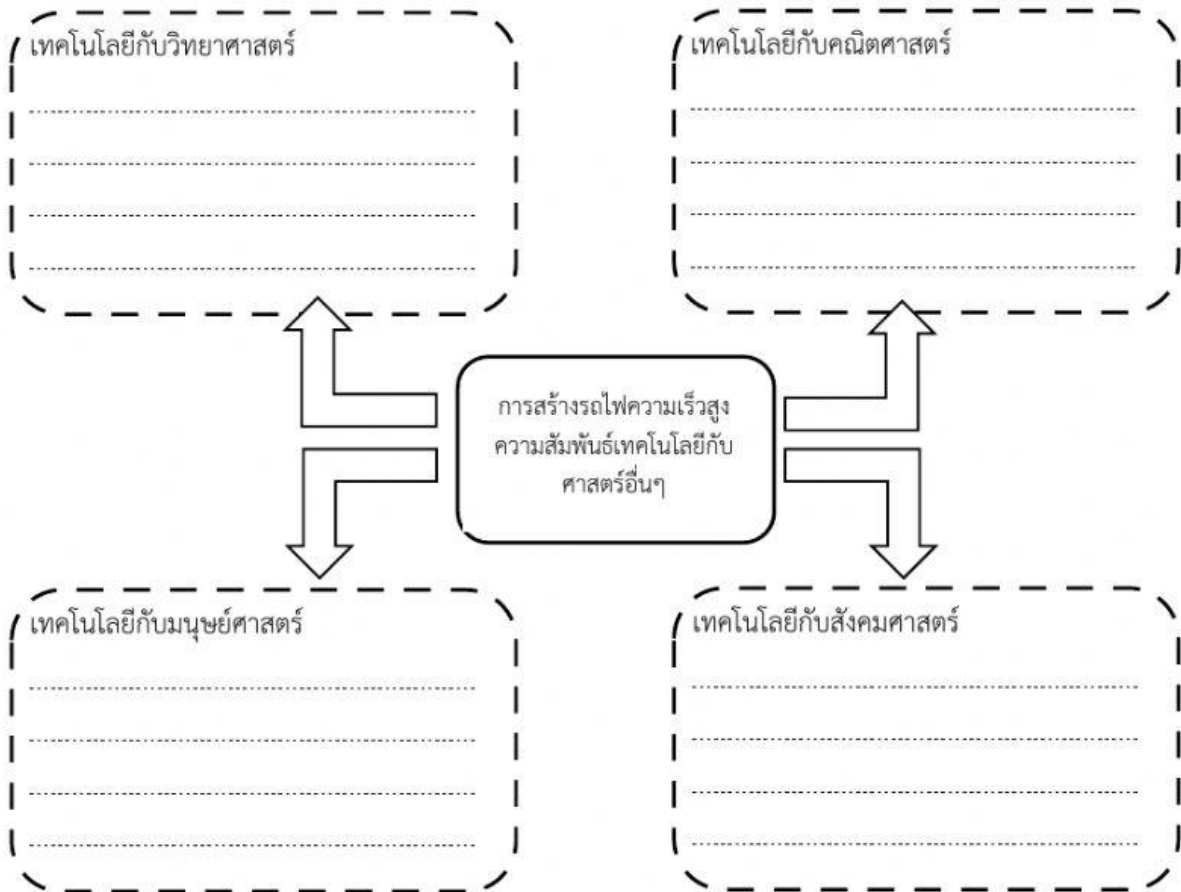 เทคโนโลยีกับวิทยาศาสตร์
เทคโนโลยีกับคณิตศาสตร์
การสร้างรถไฟความเร็วสูง
ความสัมพันธ์เทคโนโลยีกับ
ศาสตร์อื่นๆ
เทคโนโลยีกับมนุษย์ศาสตร์
เทคโนโลยีกับสังคมศาสตร์